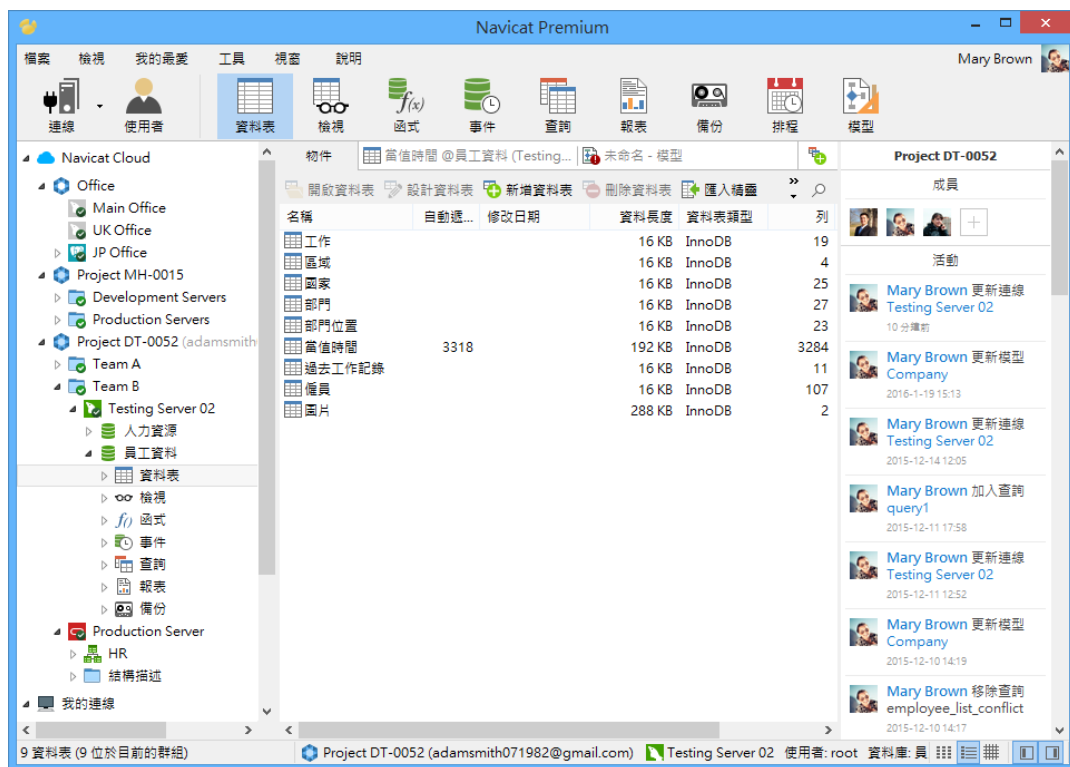 Navicat Premium
檔案 檢視 我的最愛 工具 視窗 說明 Mary Brown
連線 使用者 資料表 檢視 函式 事件 查詢 報表 備份 排程 模型
Navicat Cloud
Office
Main Office
UK Office
JP Office
Project MH-0015
Development Servers
Production Servers
Project DT-0052 (adamsmith
Team A
Team B
Testing Server 02
人力資源
員工資料
資料表
檢視
函式
事件
查詢
報表
備份
Production Server
HR
結構描述
我的連線
物件 當值時間 @員工資料 (Testing... 未命名 - 模型
開啟資料表 設計資料表 新增資料表 刪除資料表 匯入精靈
名稱 自動遞... 修改日期 資料長度 資料表類型 列
工作 16 KB InnoDB 19
區域 16 KB InnoDB 4
國家 16 KB InnoDB 25
部門 16 KB InnoDB 27
部門位置 16 KB InnoDB 23
當值時間 3318 192 KB InnoDB 3284
過去工作記錄 16 KB InnoDB 11
僱員 16 KB InnoDB 107
圖片 288 KB InnoDB 2
Project DT-0052
成員
活動
Mary Brown 更新連線
Testing Server 02
10 分鐘前
Mary Brown 更新模型
Company
2016-1-19 15:13
Mary Brown 更新連線
Testing Server 02
2015-12-14 12:05
Mary Brown 加入查詢
query1
2015-12-11 17:58
Mary Brown 更新連線
Testing Server 02
2015-12-11 12:52
Mary Brown 更新模型
Company
2015-12-10 14:19
Mary Brown 移除查詢
employee_list_conflict
2015-12-10 14:17
9 資料表 (9 位於目前的群組) Project DT-0052 (adamsmith071982@gmail.com) Testing Server 02 使用者: root 資料庫: 員